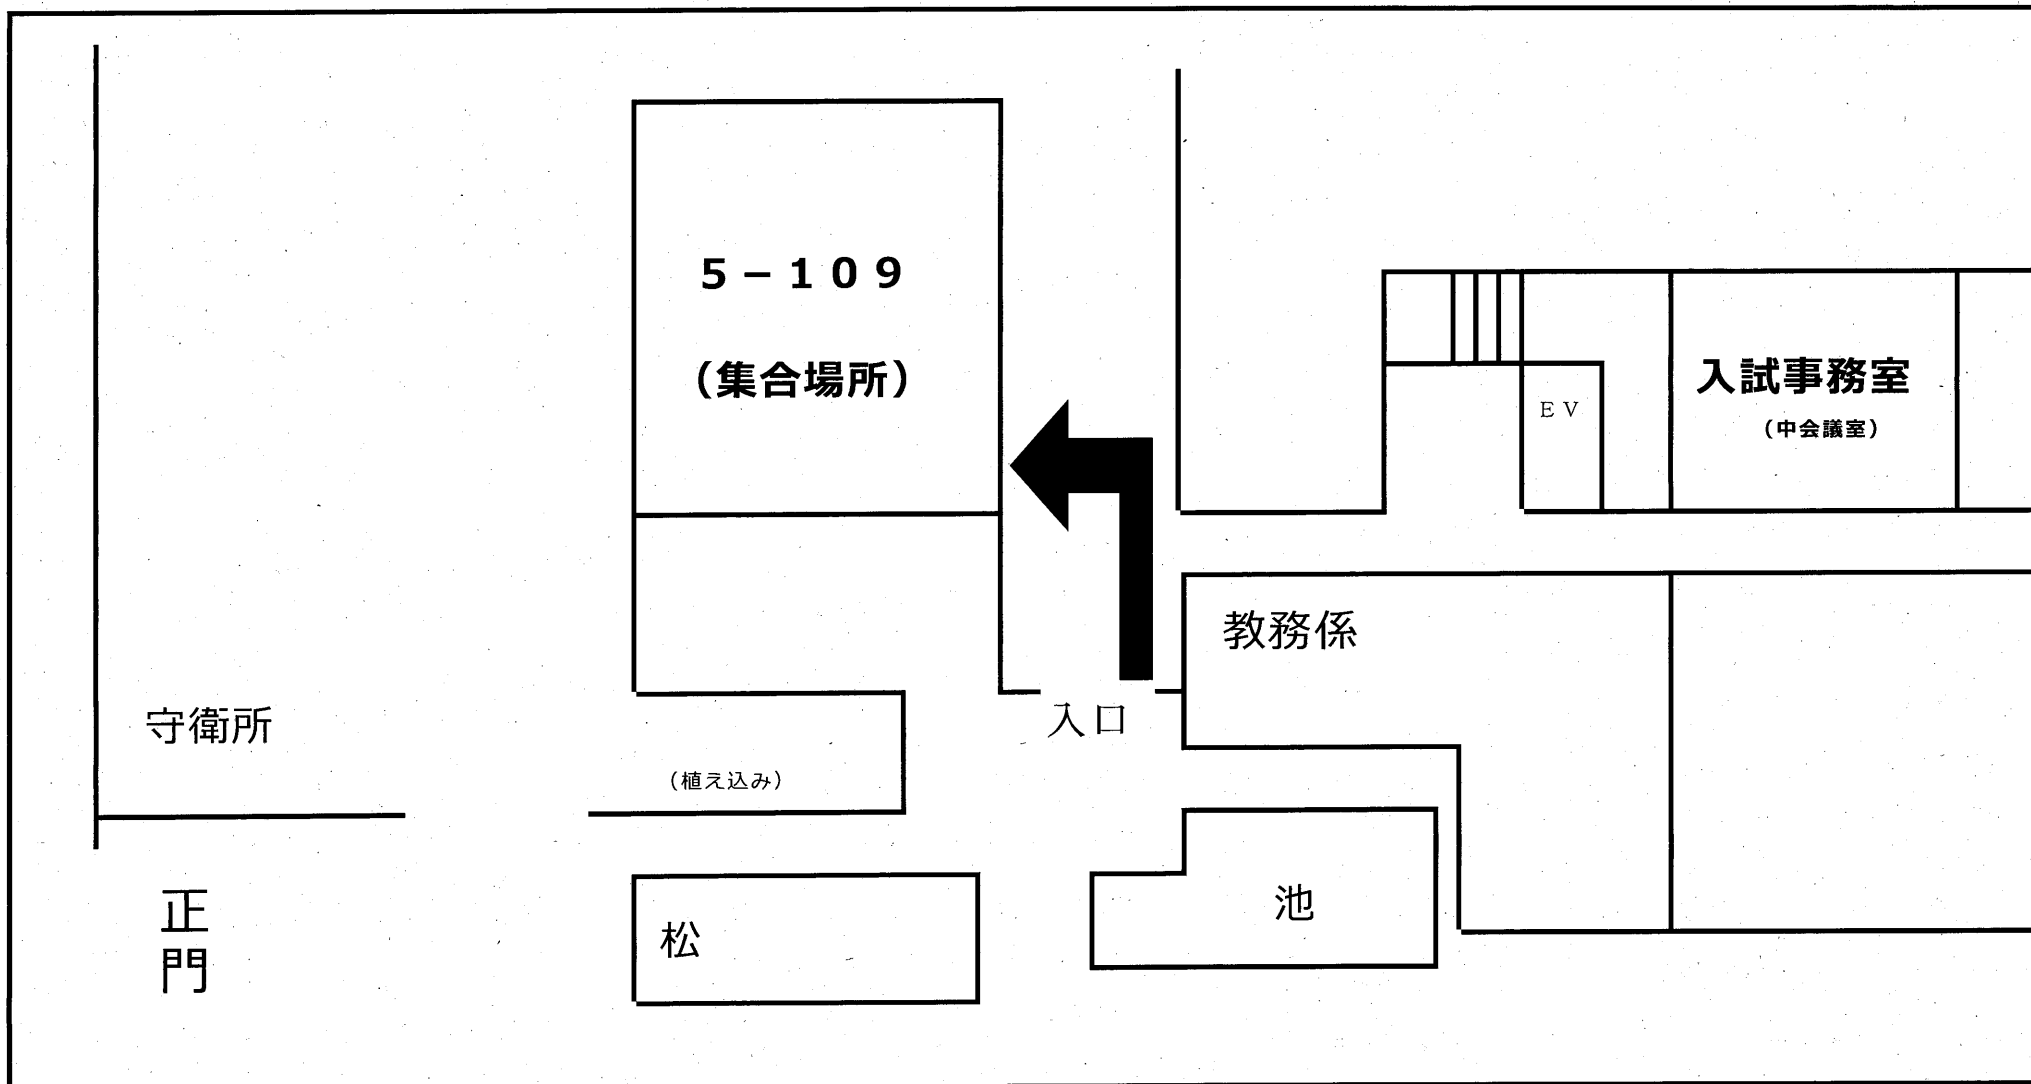 5-109
(集合場所)
入試事務室
(中会議室)
EV
教務係
入口
守衛所
(植え込み)
正門
松
池